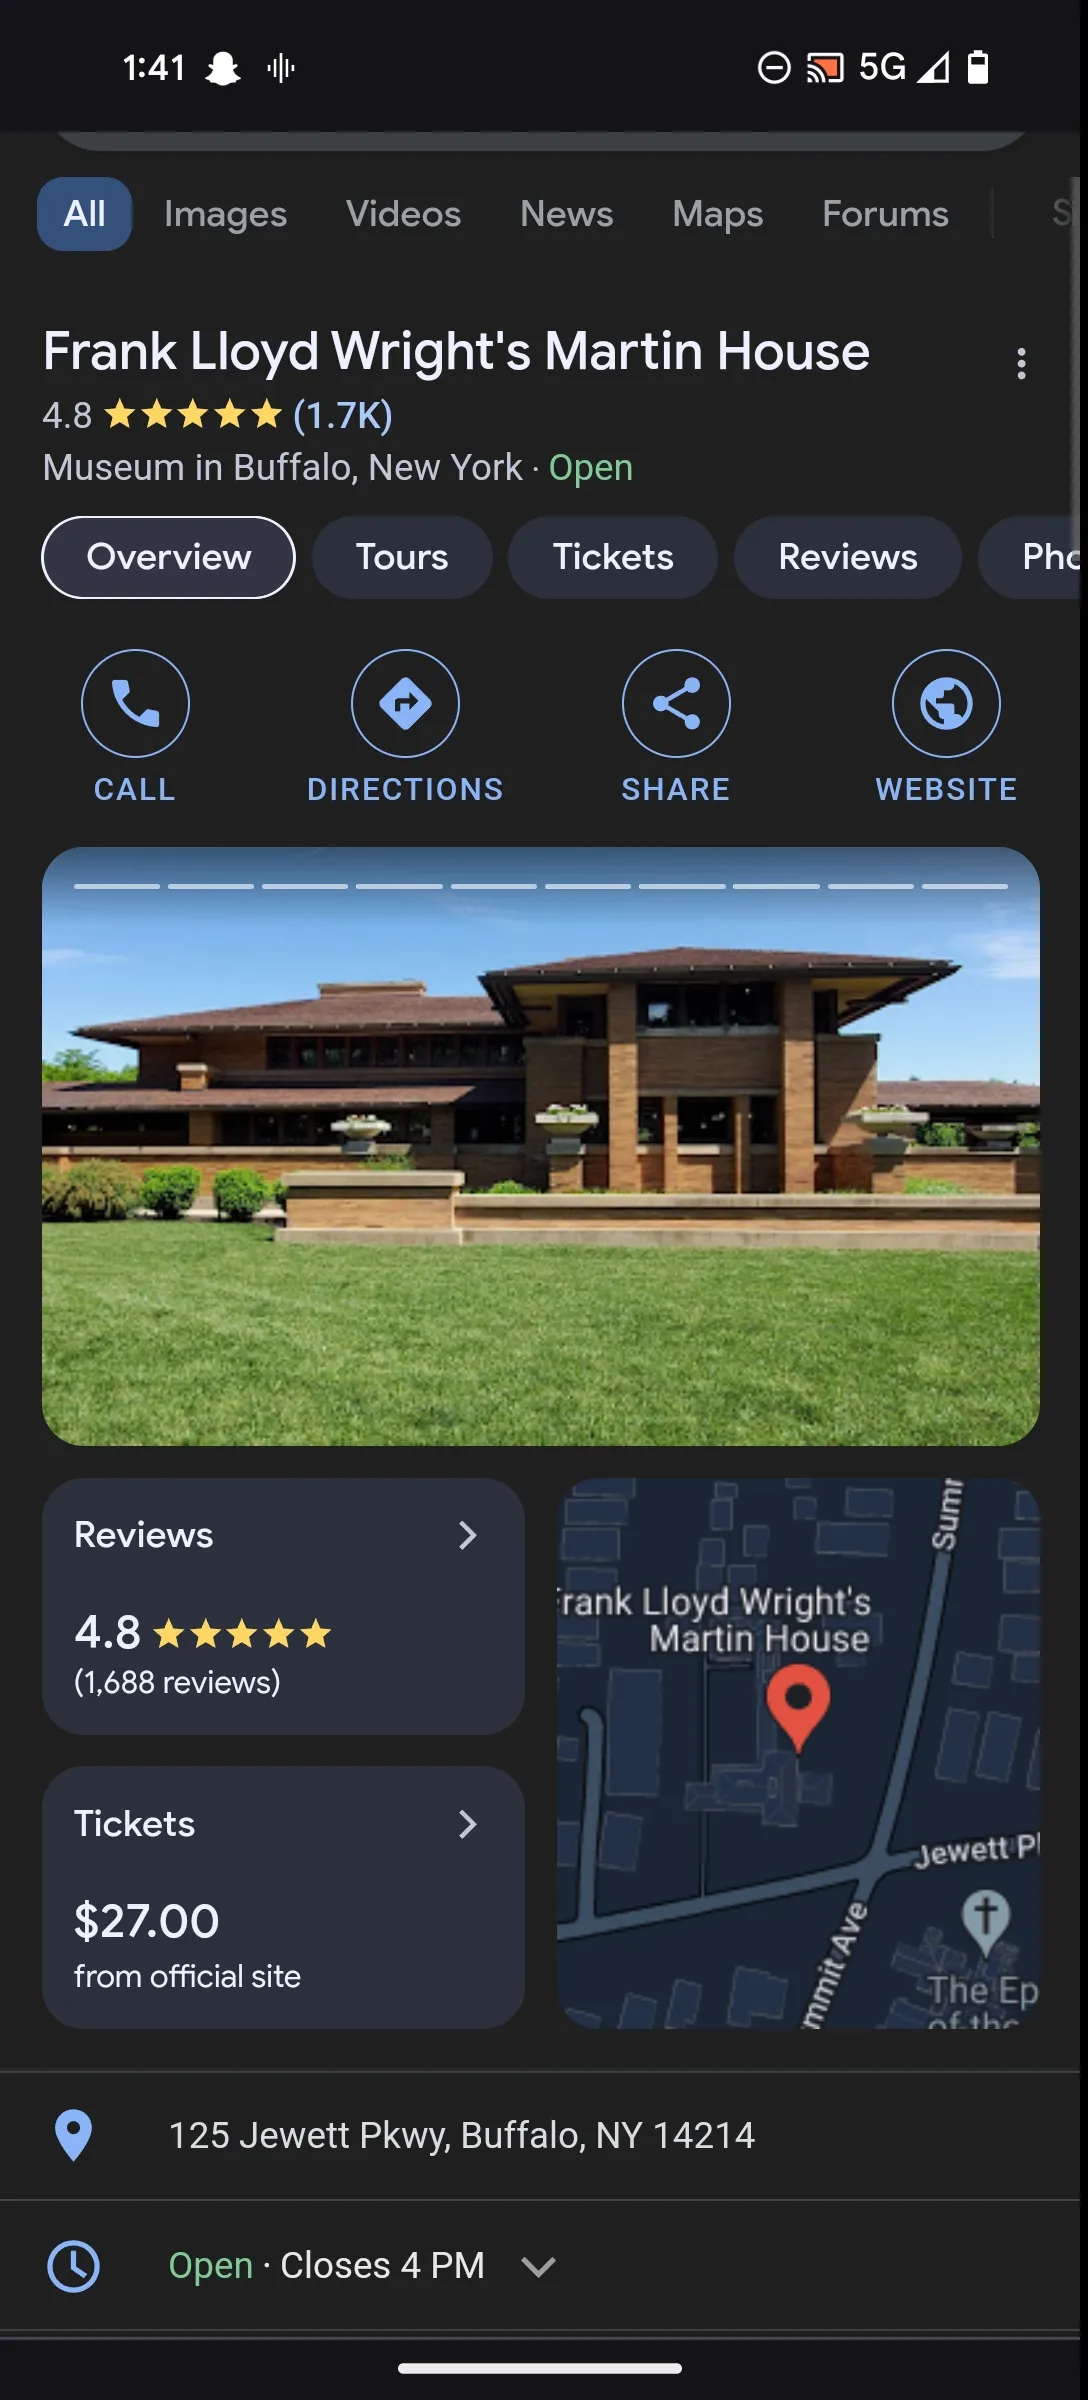 1:41
5G
All Images Videos News Maps Forums
Frank Lloyd Wright's Martin House
4.8 (1.7K)
Museum in Buffalo, New York · Open
Overview Tours Tickets Reviews Pho
CALL DIRECTIONS SHARE WEBSITE
Reviews
4.8
(1,688 reviews)
Tickets
$27.00
from official site
Summ
rank Lloyd Wright's
Martin House
Jewett P
mmit Ave
The Ep
of the
125 Jewett Pkwy, Buffalo, NY 14214
Open · Closes 4 PM